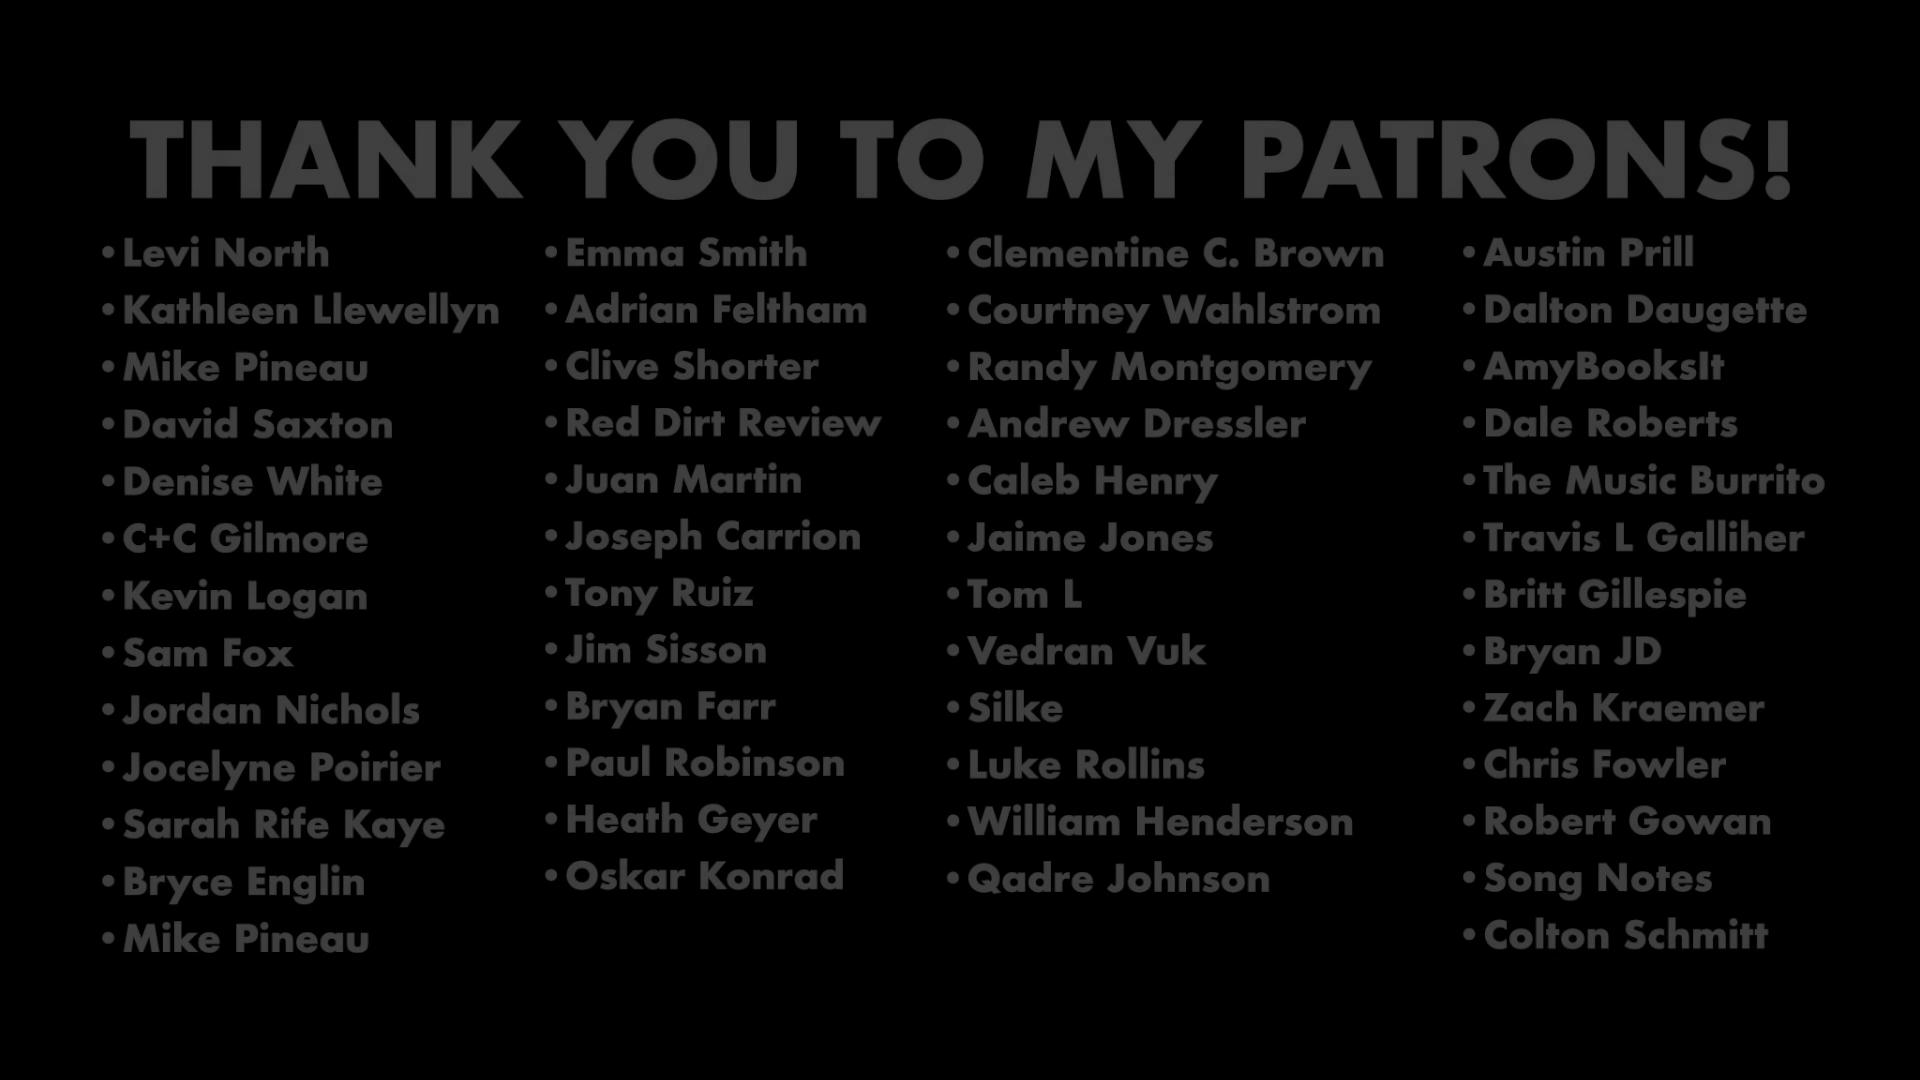 THANK YOU TO MY PATRONS!
•Levi North
•Kathleen Llewellyn
•Mike Pineau
•David Saxton
•Denise White
•C+C Gilmore
•Kevin Logan
•Sam Fox
•Jordan Nichols
•Jocelyne Poirier
•Sarah Rife Kaye
•Bryce Englin
•Mike Pineau
•Emma Smith
•Adrian Feltham
•Clive Shorter
•Red Dirt Review
•Juan Martin
•Joseph Carrion
•Tony Ruiz
•Jim Sisson
•Bryan Farr
•Paul Robinson
•Heath Geyer
•Oskar Konrad
•Clementine C. Brown
•Courtney Wahlstrom
•Randy Montgomery
•Andrew Dressler
•Caleb Henry
•Jaime Jones
•Tom L
•Vedran Vuk
•Silke
•Luke Rollins
•William Henderson
•Qadre Johnson
•Austin Prill
•Dalton Daugette
•AmyBooksIt
•Dale Roberts
•The Music Burrito
•Travis L Galliher
•Britt Gillespie
•Bryan JD
•Zach Kraemer
•Chris Fowler
•Robert Gowan
•Song Notes
•Colton Schmitt